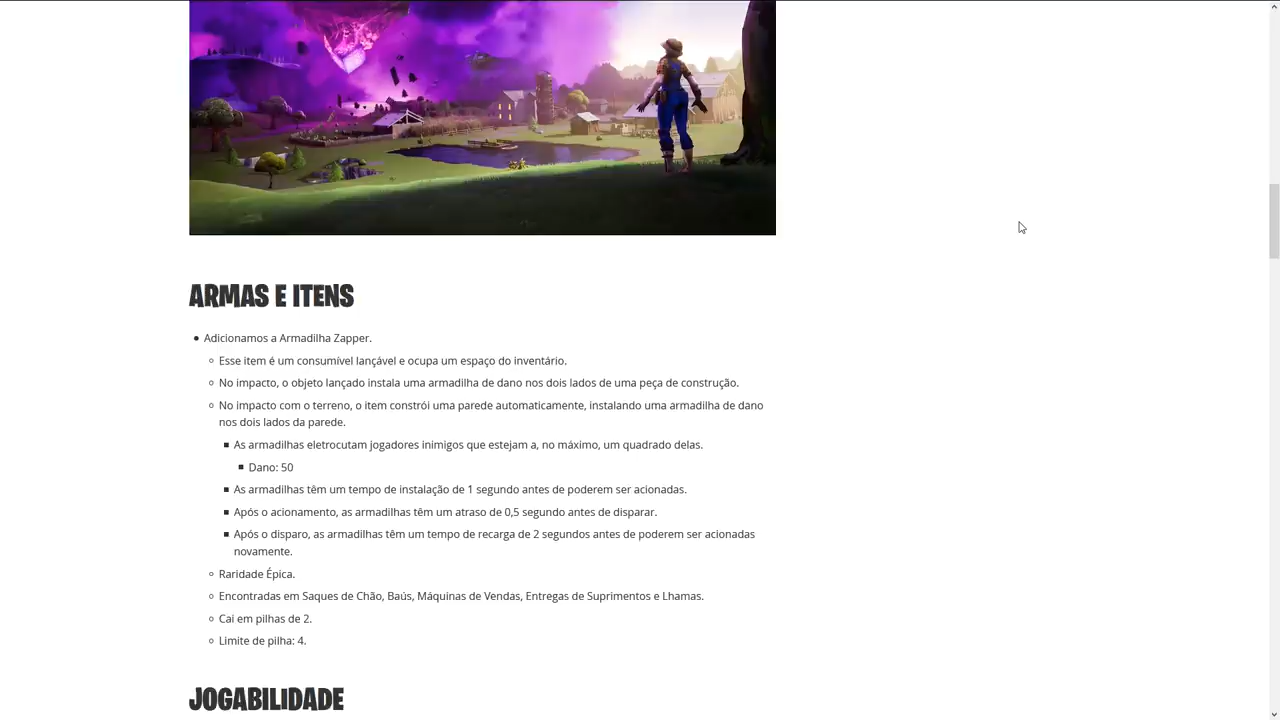 ARMAS E ITENS
Adicionamos a Armadilha Zapper.
Esse item é um consumível lançável e ocupa um espaço do inventário.
No impacto, o objeto lançado instala uma armadilha de dano nos dois lados de uma peça de construção.
No impacto com o terreno, o item constrói uma parede automaticamente, instalando uma armadilha de dano
nos dois lados da parede.
As armadilhas eletrocutam jogadores inimigos que estejam a, no máximo, um quadrado delas.
Dano: 50
As armadilhas têm um tempo de instalação de 1 segundo antes de poderem ser acionadas.
Após o acionamento, as armadilhas têm um atraso de 0,5 segundo antes de disparar.
Após o disparo, as armadilhas têm um tempo de recarga de 2 segundos antes de poderem ser acionadas
novamente.
Raridade Épica.
Encontradas em Saques de Chão, Baús, Máquinas de Vendas, Entregas de Suprimentos e Lhamas.
Cai em pilhas de 2.
Limite de pilha: 4.
JOGABILIDADE